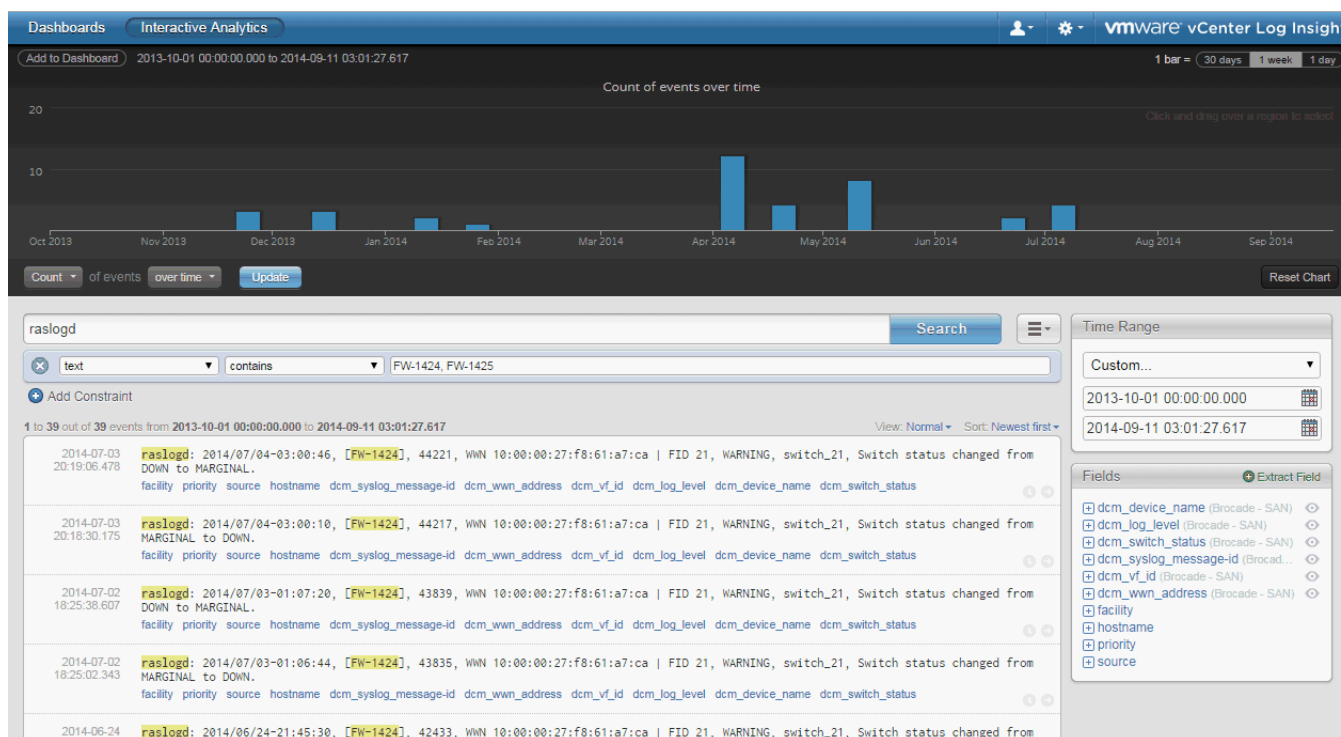 Dashboards Interactive Analytics vmware vCenter Log Insigh
Add to Dashboard 2013-10-01 00:00:00.000 to 2014-09-11 03:01:27.617 1 bar = 30 days 1 week 1 day
Count of events over time
20
Click and drag over a region to select
10
Oct 2013 Nov 2013 Dec 2013 Jan 2014 Feb 2014 Mar 2014 Apr 2014 May 2014 Jun 2014 Jul 2014 Aug 2014 Sep 2014
Count of events over time Update Reset Chart
raslogd Search
text contains FW-1424, FW-1425
Add Constraint
1 to 39 out of 39 events from 2013-10-01 00:00:00.000 to 2014-09-11 03:01:27.617 View: Normal Sort: Newest first
2014-07-03 raslogd: 2014/07/04-03:00:46, [FW-1424], 44221, WWN 10:00:00:27:f8:61:a7:ca | FID 21, WARNING, switch_21, Switch status changed from
20:19:06.478 DOWN to MARGINAL.
facility priority source hostname dcm_syslog_message-id dcm_wwn_address dcm_vf_id dcm_log_level dcm_device_name dcm_switch_status
2014-07-03 raslogd: 2014/07/04-03:00:10, [FW-1424], 44217, WWN 10:00:00:27:f8:61:a7:ca | FID 21, WARNING, switch_21, Switch status changed from
20:18:30.175 MARGINAL to DOWN.
facility priority source hostname dcm_syslog_message-id dcm_wwn_address dcm_vf_id dcm_log_level dcm_device_name dcm_switch_status
2014-07-02 raslogd: 2014/07/03-01:07:20, [FW-1424], 43839, WWN 10:00:00:27:f8:61:a7:ca | FID 21, WARNING, switch_21, Switch status changed from
18:25:38.607 DOWN to MARGINAL.
facility priority source hostname dcm_syslog_message-id dcm_wwn_address dcm_vf_id dcm_log_level dcm_device_name dcm_switch_status
2014-07-02 raslogd: 2014/07/03-01:06:44, [FW-1424], 43835, WWN 10:00:00:27:f8:61:a7:ca | FID 21, WARNING, switch_21, Switch status changed from
18:25:02.343 MARGINAL to DOWN.
facility priority source hostname dcm_syslog_message-id dcm_wwn_address dcm_vf_id dcm_log_level dcm_device_name dcm_switch_status
2014-06-24 raslogd: 2014/06/24-21:45:30, [FW-1424], 42433, WWN 10:00:00:27:f8:61:a7:ca | FID 21, WARNING, switch_21, Switch status changed from
Time Range
Custom...
2013-10-01 00:00:00.000
2014-09-11 03:01:27.617
Fields Extract Field
dcm_device_name (Brocade - SAN)
dcm_log_level (Brocade - SAN)
dcm_switch_status (Brocade - SAN)
dcm_syslog_message-id (Brocad...
dcm_vf_id (Brocade - SAN)
dcm_wwn_address (Brocade - SAN)
facility
hostname
priority
source